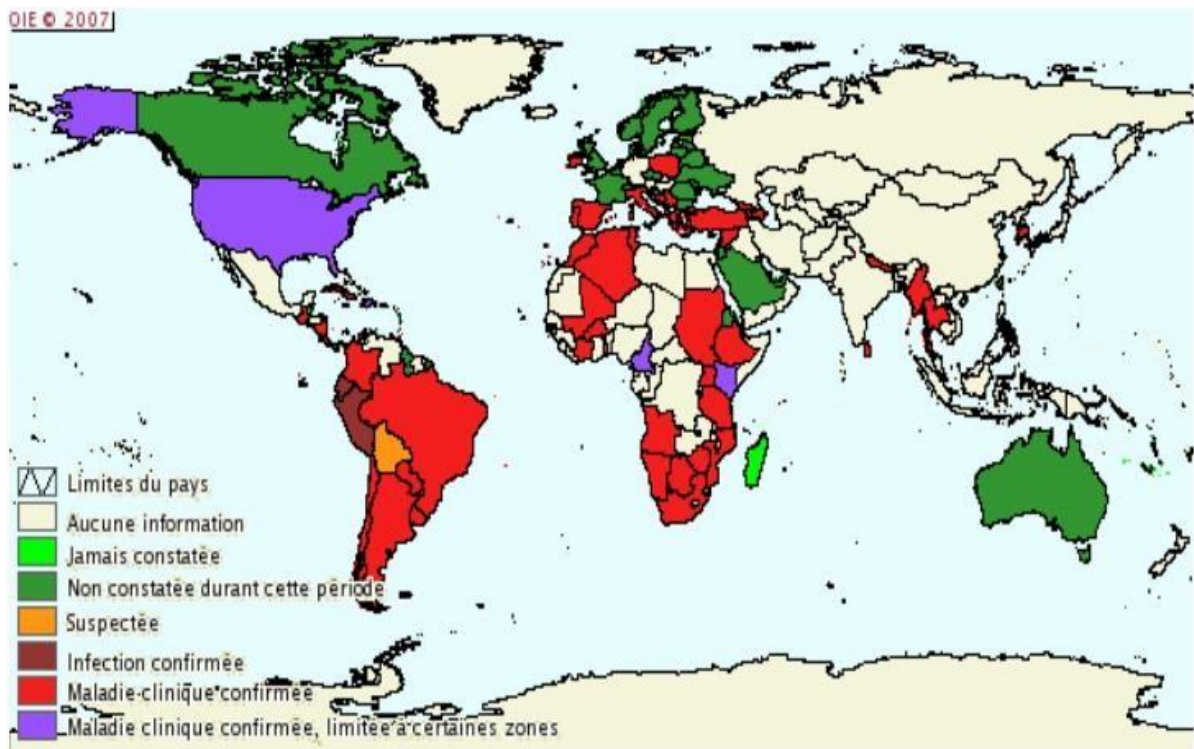 OIE © 2007
Limites du pays
Aucune information
Jamais constatée
Non constatée durant cette période
Suspectée
Infection confirmée
Maladie clinique confirmée
Maladie clinique confirmée, limitée à certaines zones